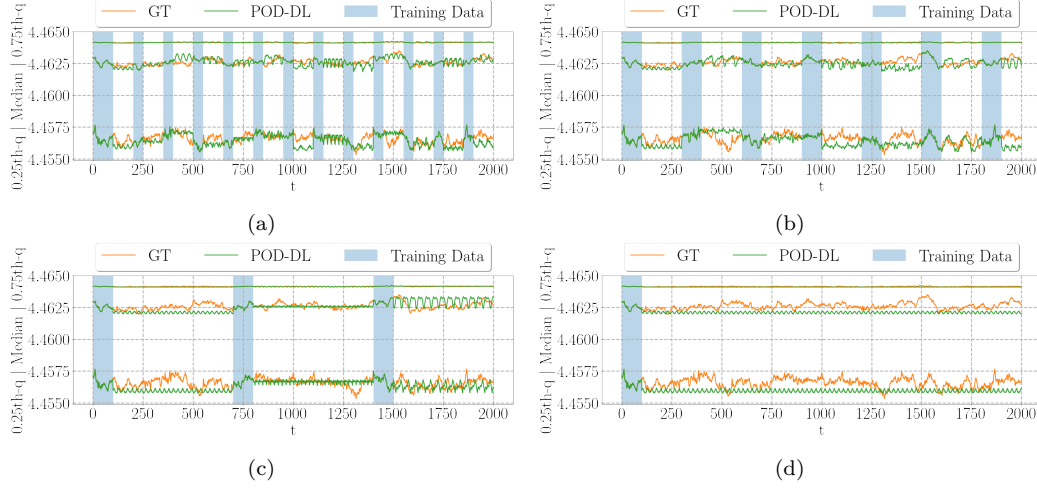 GT POD-DL Training Data
0.25th-q | Median | 0.75th-q
4.4650
4.4625
4.4600
4.4575
4.4550
0 250 500 750 1000 1250 1500 1750 2000
t
(a)
GT POD-DL Training Data
0.25th-q | Median | 0.75th-q
4.4650
4.4625
4.4600
4.4575
4.4550
0 250 500 750 1000 1250 1500 1750 2000
t
(b)
GT POD-DL Training Data
0.25th-q | Median | 0.75th-q
4.4650
4.4625
4.4600
4.4575
4.4550
0 250 500 750 1000 1250 1500 1750 2000
t
(c)
GT POD-DL Training Data
0.25th-q | Median | 0.75th-q
4.4650
4.4625
4.4600
4.4575
4.4550
0 250 500 750 1000 1250 1500 1750 2000
t
(d)